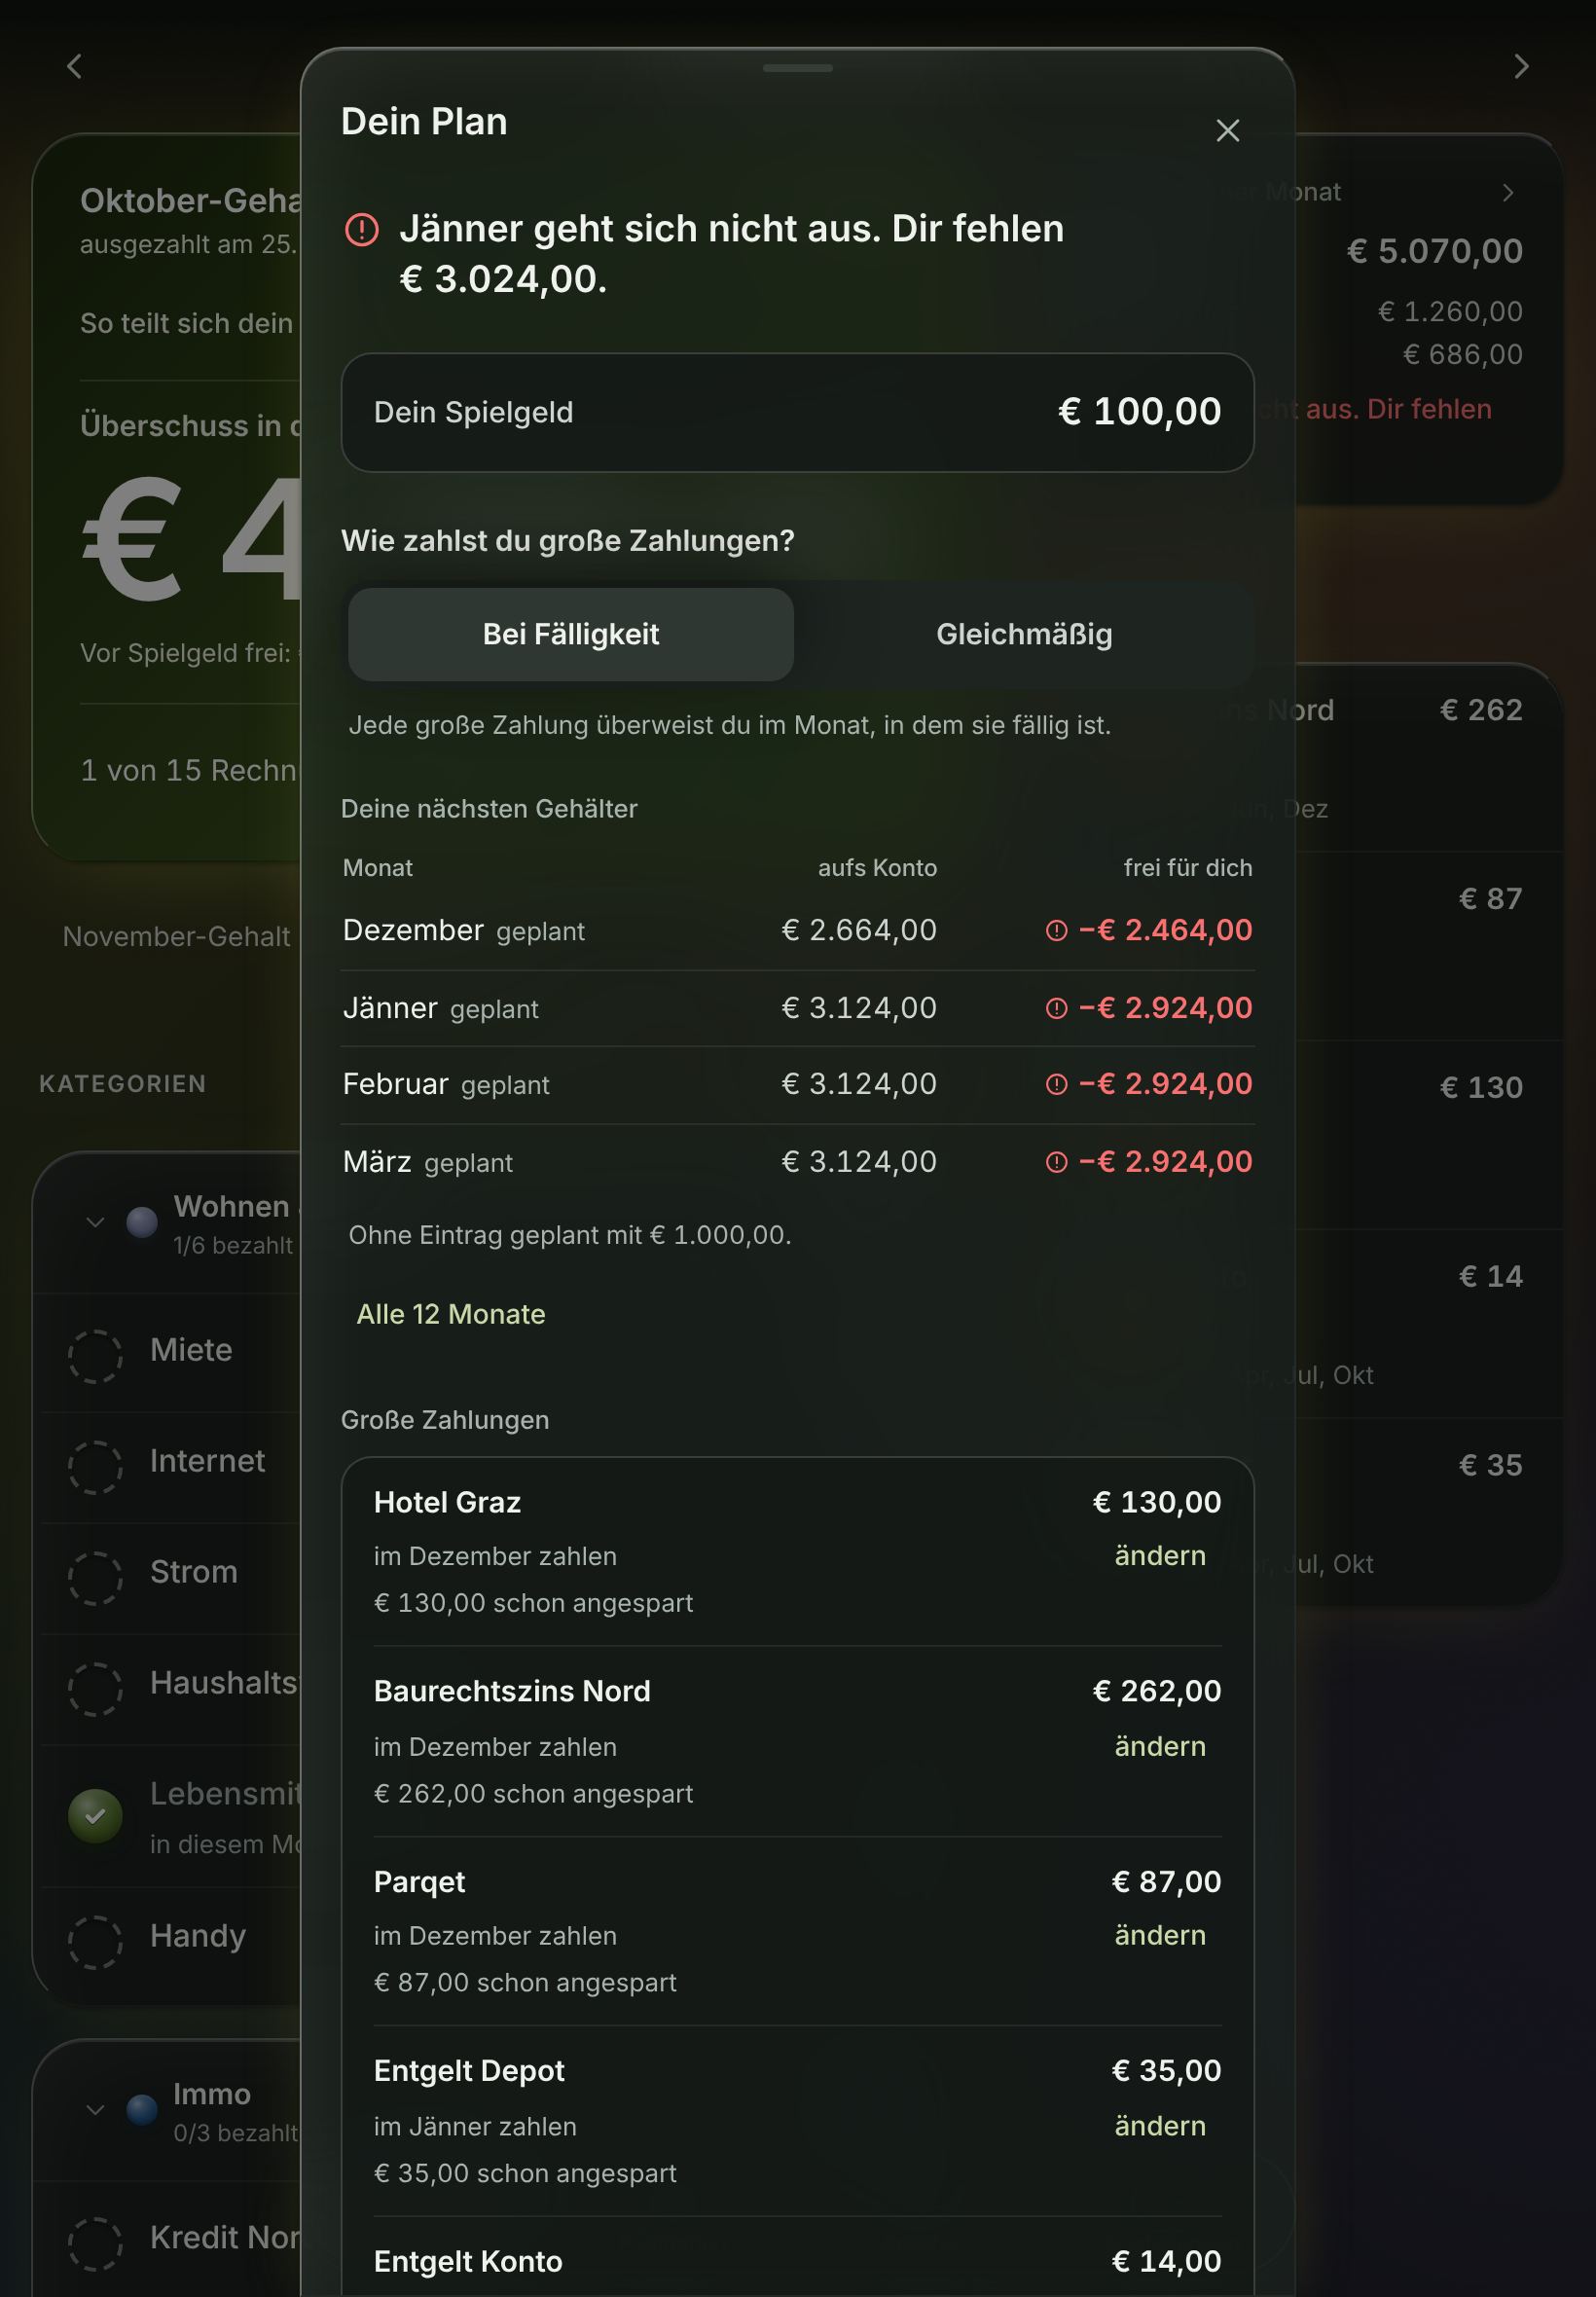 Dein Plan
Jänner geht sich nicht aus. Dir fehlen
€ 3.024,00.
Dein Spielgeld € 100,00
Wie zahlst du große Zahlungen?
Bei Fälligkeit Gleichmäßig
Jede große Zahlung überweist du im Monat, in dem sie fällig ist.
Deine nächsten Gehälter
Monat aufs Konto frei für dich
Dezember geplant € 2.664,00 −€ 2.464,00
Jänner geplant € 3.124,00 −€ 2.924,00
Februar geplant € 3.124,00 −€ 2.924,00
März geplant € 3.124,00 −€ 2.924,00
Ohne Eintrag geplant mit € 1.000,00.
Alle 12 Monate
Große Zahlungen
Hotel Graz € 130,00
im Dezember zahlen ändern
€ 130,00 schon angespart
Baurechtszins Nord € 262,00
im Dezember zahlen ändern
€ 262,00 schon angespart
Parqet € 87,00
im Dezember zahlen ändern
€ 87,00 schon angespart
Entgelt Depot € 35,00
im Jänner zahlen ändern
€ 35,00 schon angespart
Entgelt Konto € 14,00
ausgezahlt am 25.
So teilt sich dein
Überschuss in
€ 4
Vor Spielgeld frei:
1 von 15
November-Gehalt
KATEGORIEN
Wohnen
1/6 bezahlt
Miete
Internet
Strom
in diesem
Handy
Immo
0/3 bezahlt
Kredit
Monat
€ 5.070,00
€ 1.260,00
€ 686,00
aus. Dir fehlen
Nord € 262
Dez
€ 87
€ 130
€ 14
Jul, Okt
€ 35
Jul, Okt